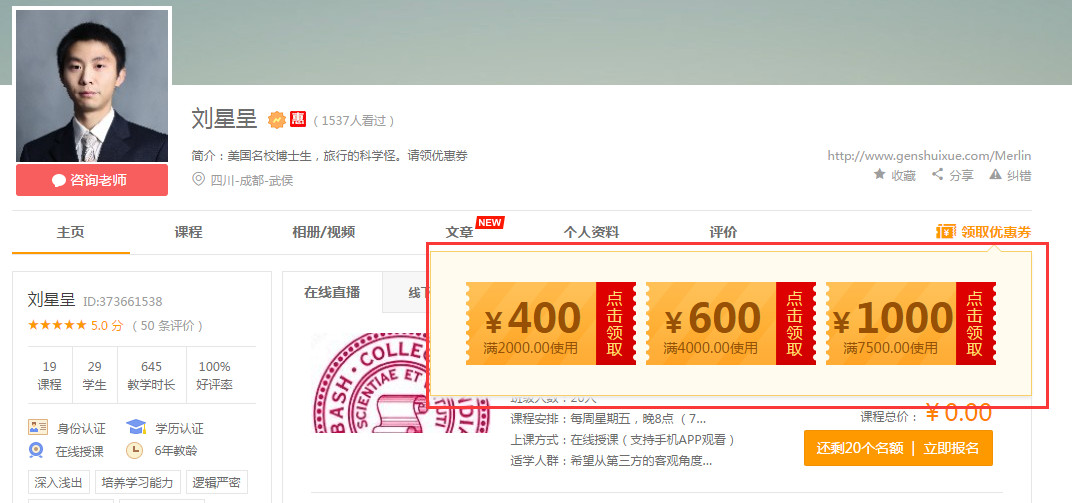 刘星呈 惠 （1537人看过）
简介：美国名校博士生，旅行的科学怪。请领优惠券
四川-成都-武侯
咨询老师
http://www.genshuixue.com/Merlin
收藏 分享 纠错
主页 课程 相册/视频 文章 NEW 个人资料 评价 领取优惠券
¥400
满2000.00使用
点击领取
¥600
满4000.00使用
点击领取
¥1000
满7500.00使用
点击领取
刘星呈 ID:373661538
5.0 分 （50 条评价）
19 29 645 100%
课程 学生 教学时长 好评率
身份认证 学历认证
在线授课 6年教龄
深入浅出 培养学习能力 逻辑严密
在线直播 线下
BASH COLLE
SCIENTIAE ET
班级人数：20人
课程安排：每周星期五，晚8点（ 7...
上课方式：在线授课（支持手机APP观看）
适学人群：希望从第三方的客观角度...
课程总价：¥0.00
还剩20个名额 | 立即报名